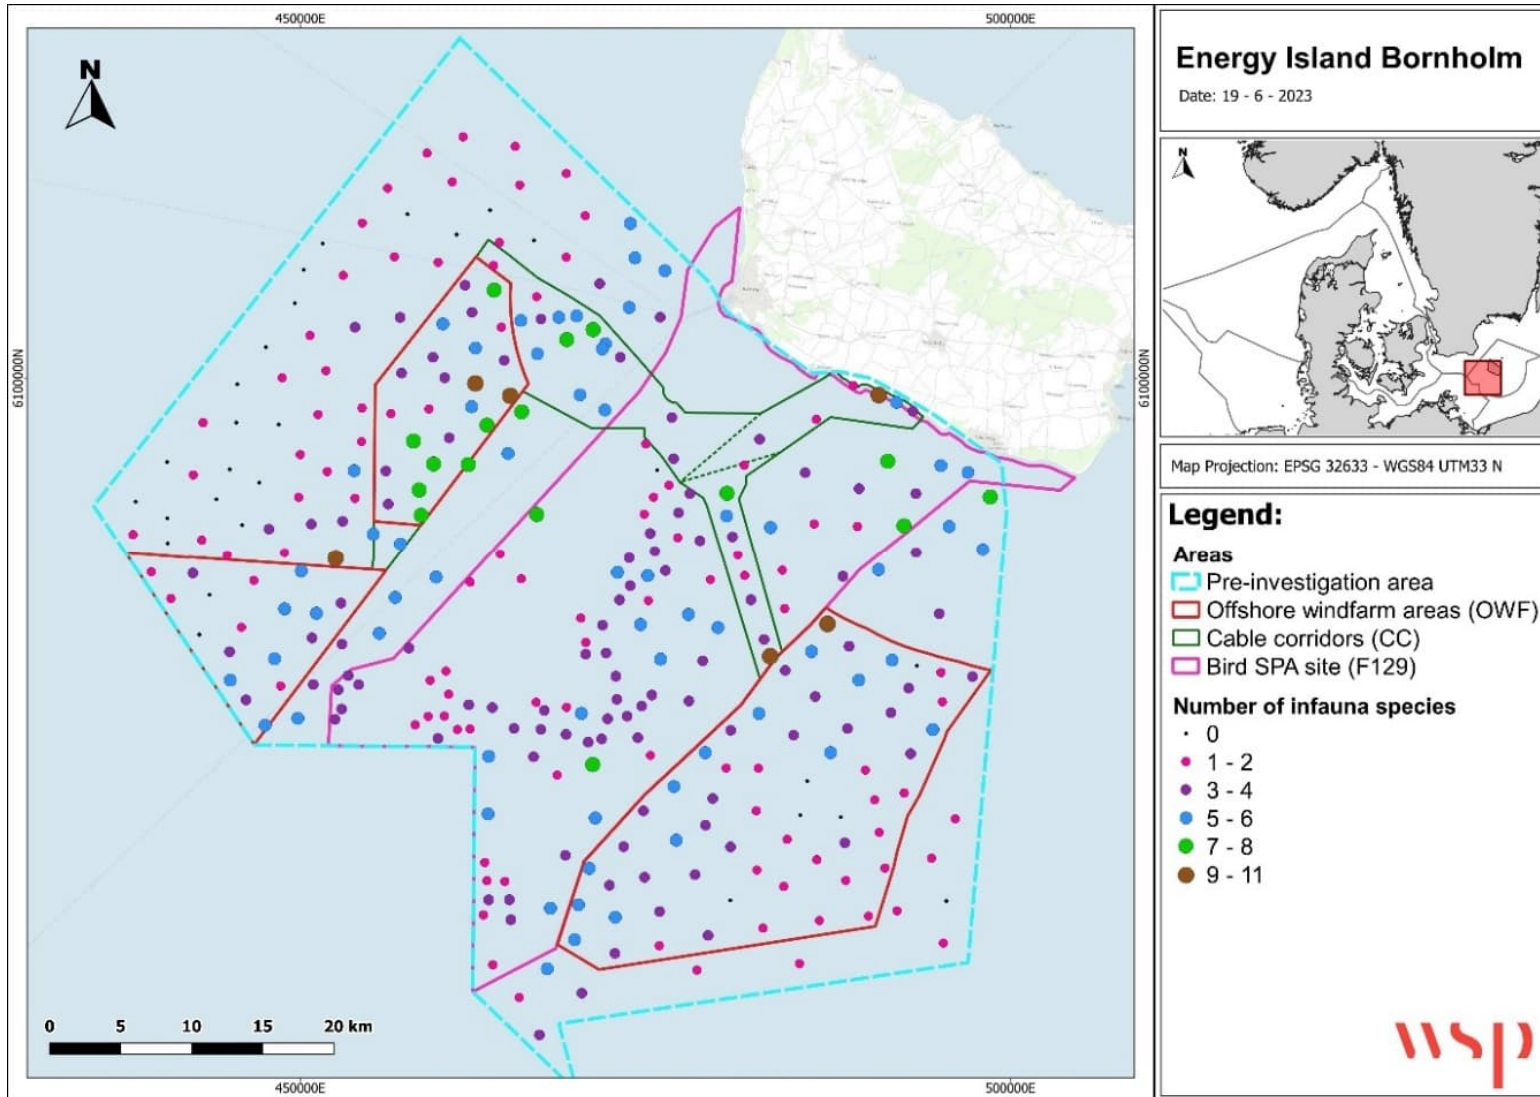 450000E
500000E
N
6100000N
6100000N
0 5 10 15 20 km
450000E
500000E
Energy Island Bornholm
Date: 19 - 6 - 2023
N
Map Projection: EPSG 32633 - WGS84 UTM33 N
Legend:
Areas
Pre-investigation area
Offshore windfarm areas (OWF)
Cable corridors (CC)
Bird SPA site (F129)
Number of infauna species
0
1 - 2
3 - 4
5 - 6
7 - 8
9 - 11
wsp